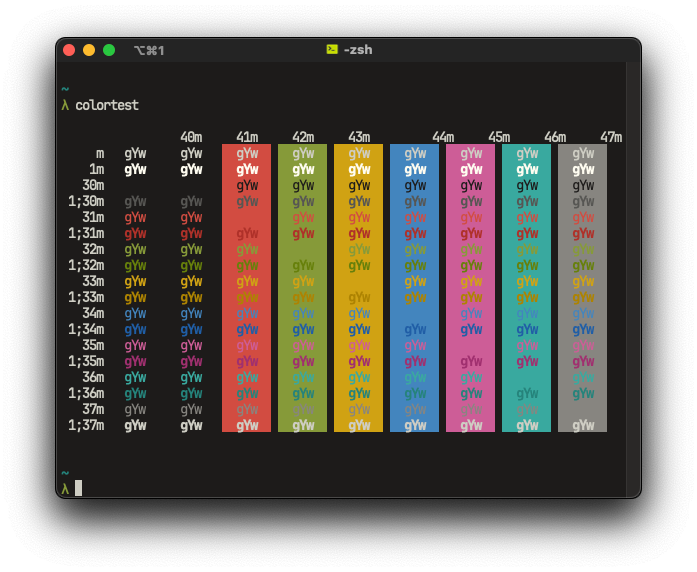 ⌥⌘1 -zsh
~
λ colortest
40m 41m 42m 43m 44m 45m 46m 47m
m gYw gYw gYw gYw gYw gYw gYw gYw gYw
1m gYw gYw gYw gYw gYw gYw gYw gYw gYw
30m gYw gYw gYw gYw gYw gYw gYw
1;30m gYw gYw gYw gYw gYw gYw gYw gYw gYw
31m gYw gYw gYw gYw gYw gYw gYw gYw
1;31m gYw gYw gYw gYw gYw gYw gYw gYw gYw
32m gYw gYw gYw gYw gYw gYw gYw gYw
1;32m gYw gYw gYw gYw gYw gYw gYw gYw gYw
33m gYw gYw gYw gYw gYw gYw gYw gYw
1;33m gYw gYw gYw gYw gYw gYw gYw gYw gYw
34m gYw gYw gYw gYw gYw gYw gYw gYw
1;34m gYw gYw gYw gYw gYw gYw gYw gYw gYw
35m gYw gYw gYw gYw gYw gYw gYw gYw
1;35m gYw gYw gYw gYw gYw gYw gYw gYw gYw
36m gYw gYw gYw gYw gYw gYw gYw gYw
1;36m gYw gYw gYw gYw gYw gYw gYw gYw gYw
37m gYw gYw gYw gYw gYw gYw gYw gYw
1;37m gYw gYw gYw gYw gYw gYw gYw gYw gYw
~
λ